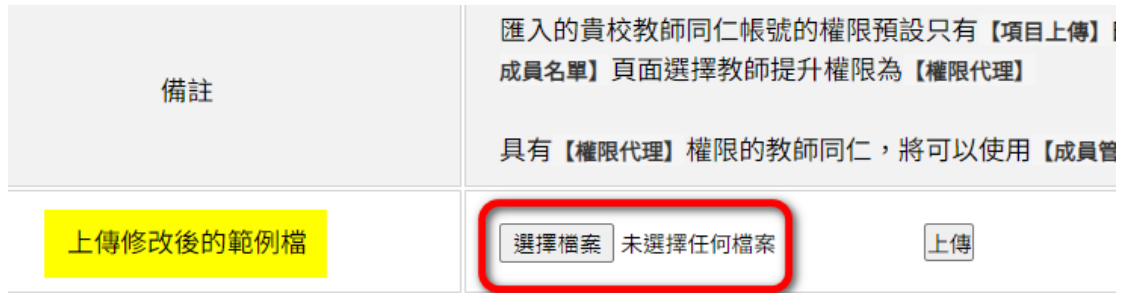 匯入的貴校教師同仁帳號的權限預設只有【項目上傳】
備註
成員名單】頁面選擇教師提升權限為【權限代理】
具有【權限代理】權限的教師同仁，將可以使用【成員管
上傳修改後的範例檔
選擇檔案 未選擇任何檔案
上傳